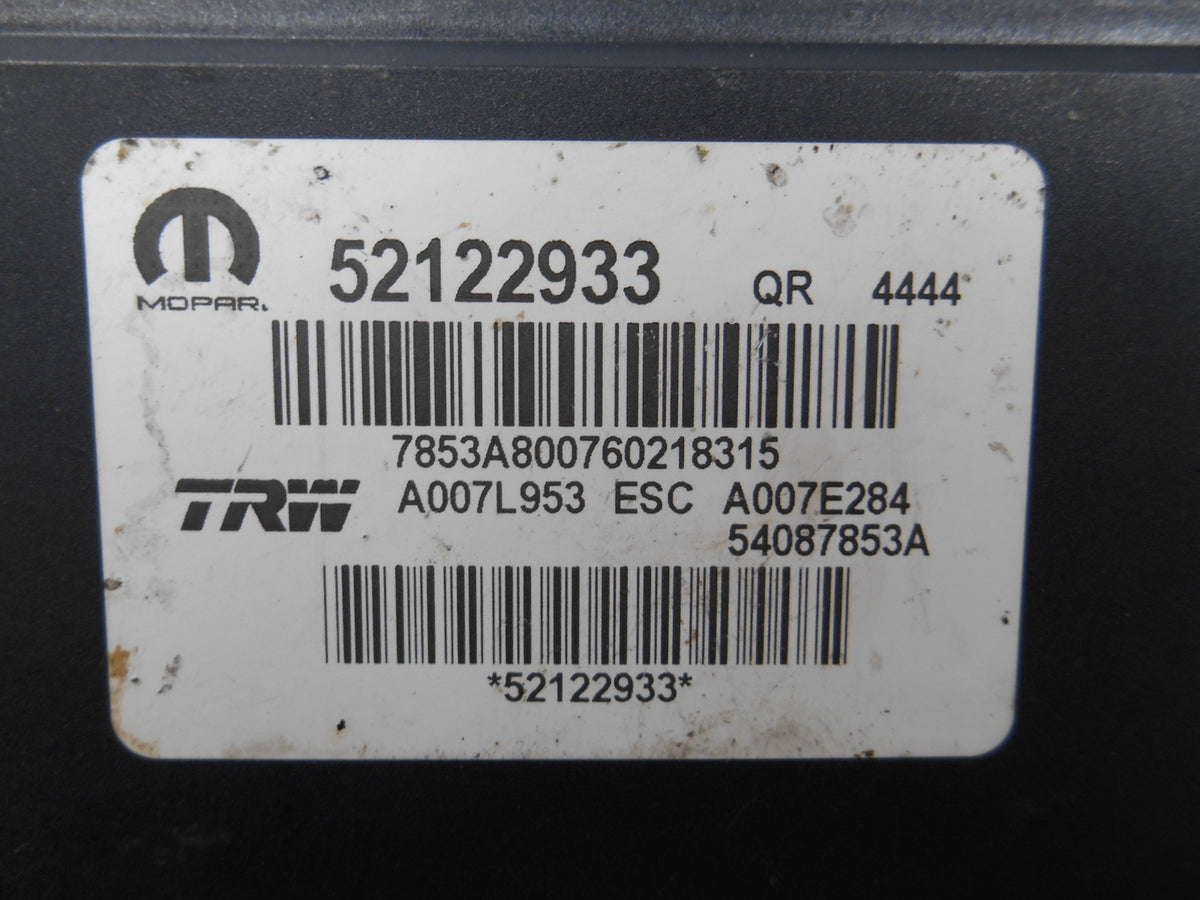 MOPAR.
52122933 QR 4444
7853A800760218315
TRW A007L953 ESC A007E284
54087853A
*52122933*